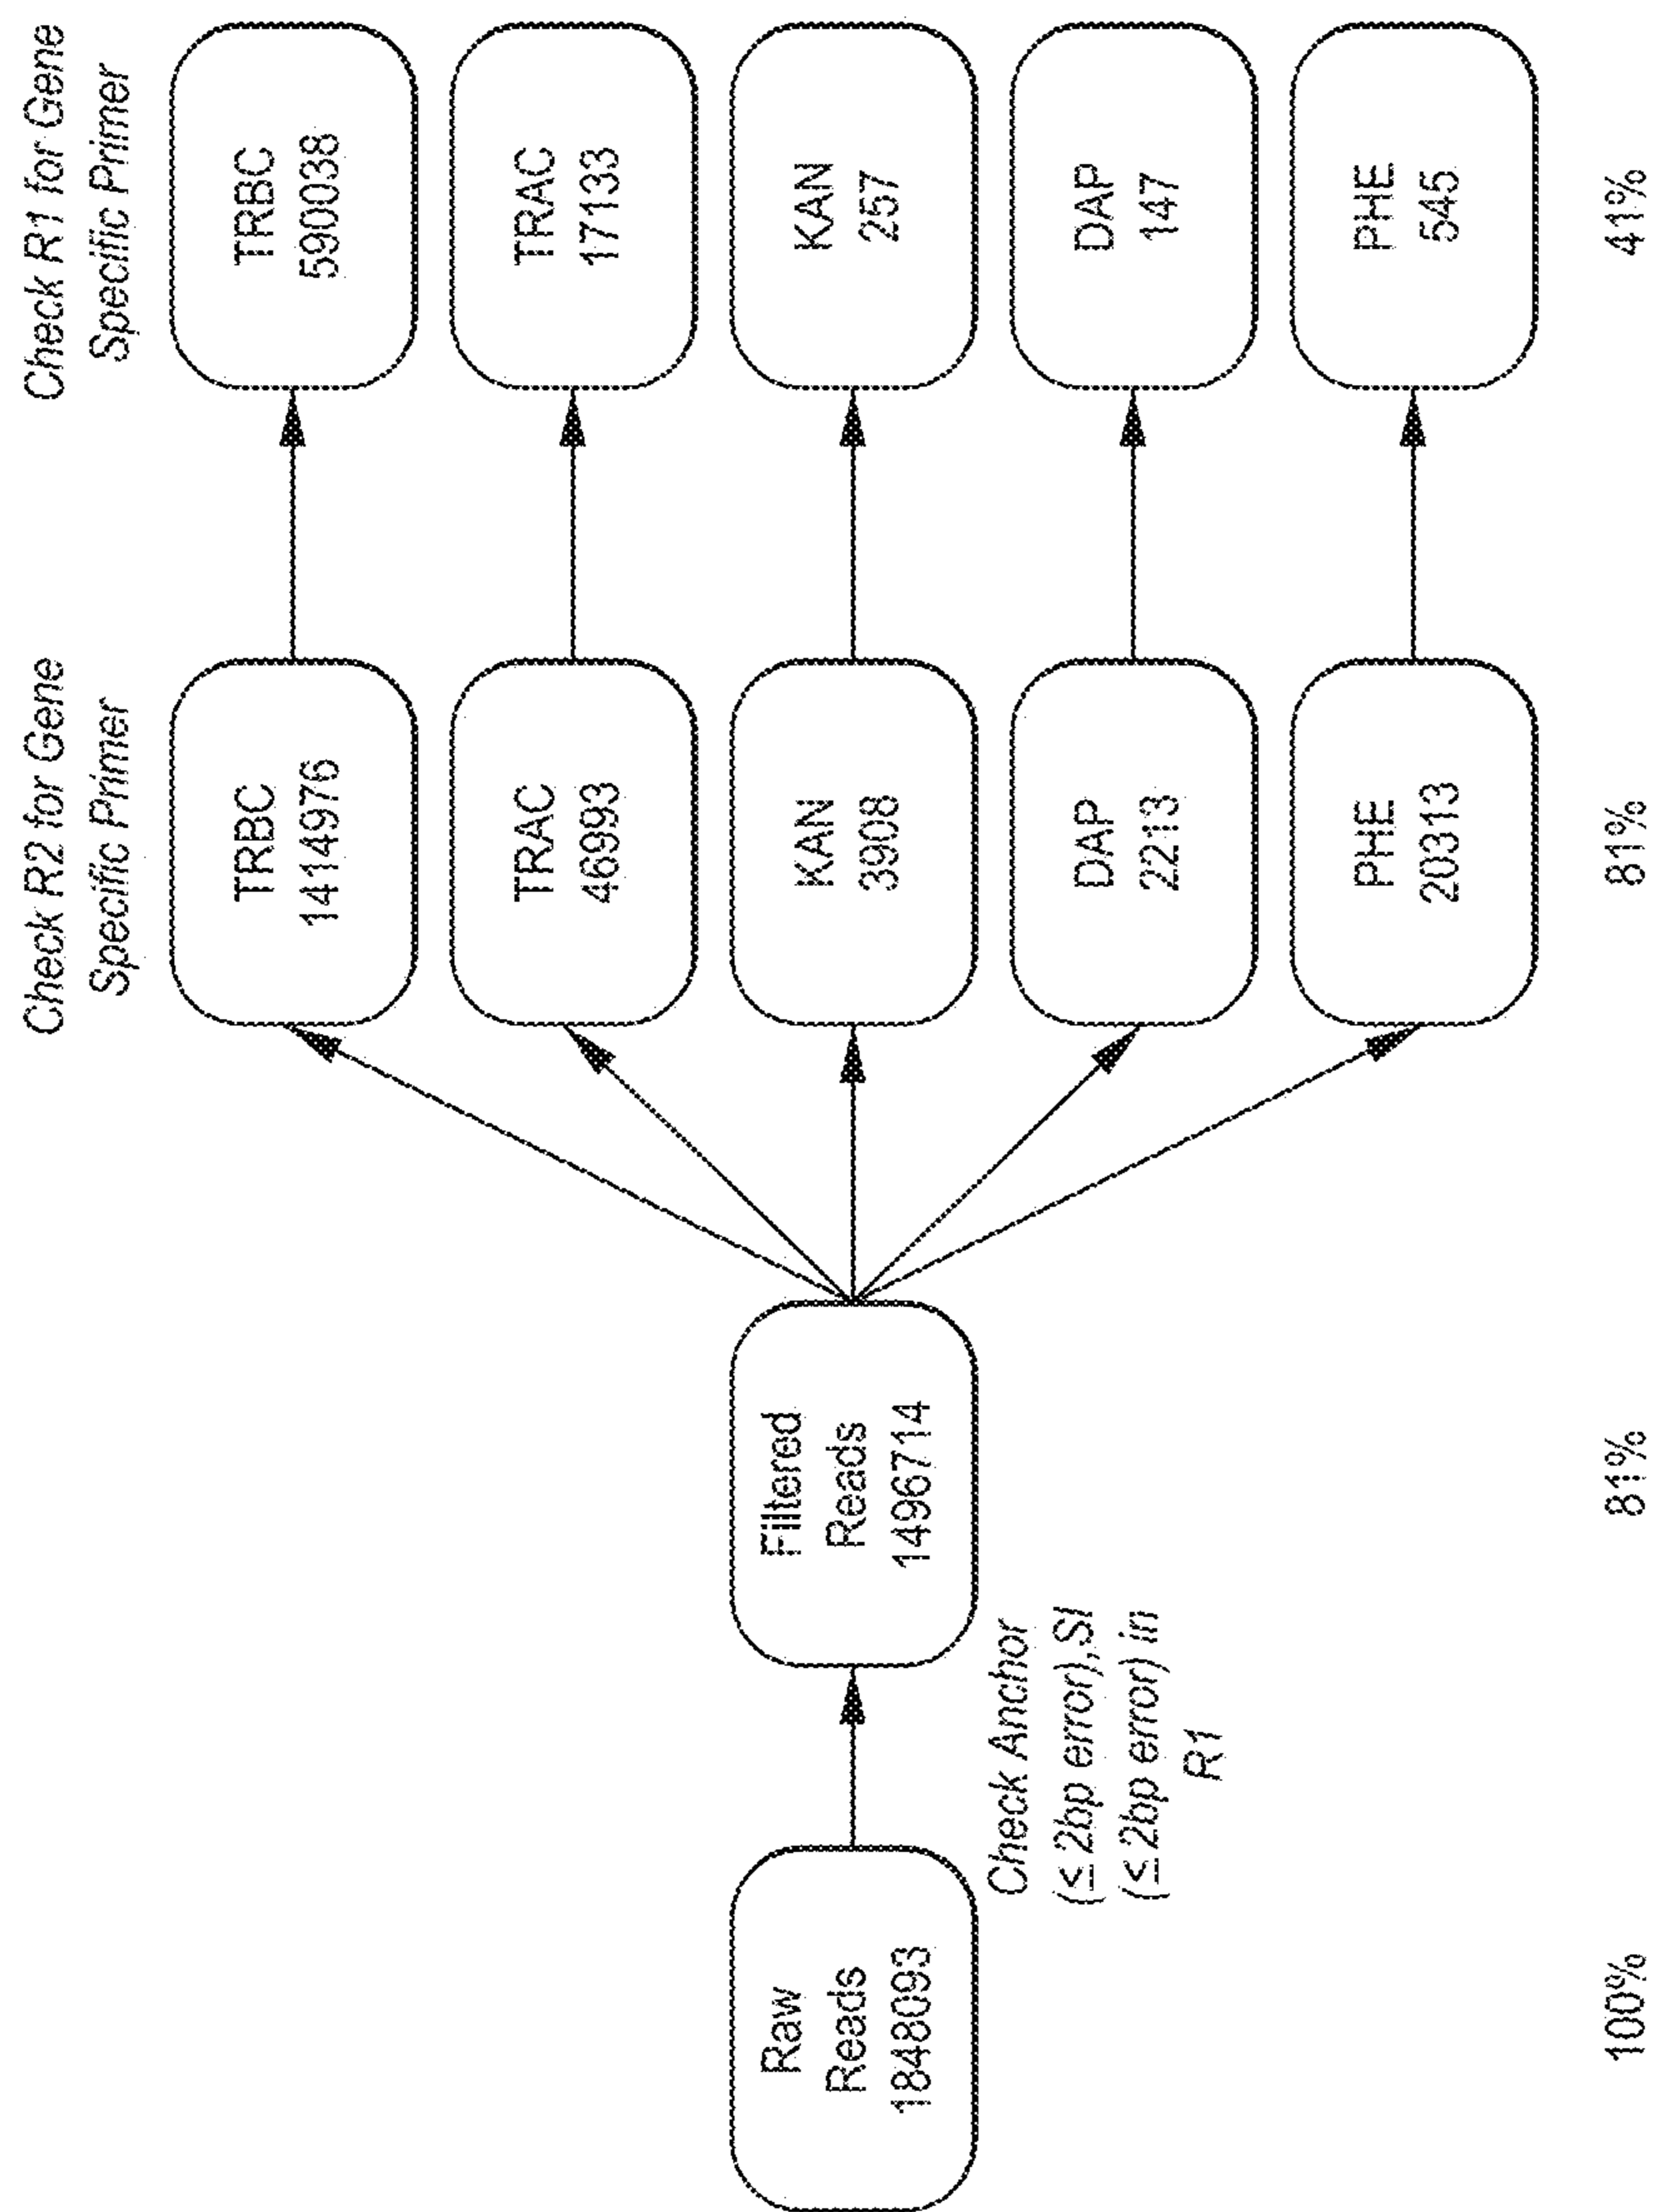 Raw
Reads
1848093
Check Anchor
(≤2bp error),SI
(≤2bp error) in
R1
Filtered
Reads
1496714
Check R2 for Gene
Specific Primer
TRBC
1414976
TRAC
46993
KAN
3908
DAP
2213
PHE
20313
Check R1 for Gene
Specific Primer
TRBC
590038
TRAC
17133
KAN
257
DAP
147
PHE
545
100%
81%
81%
41%